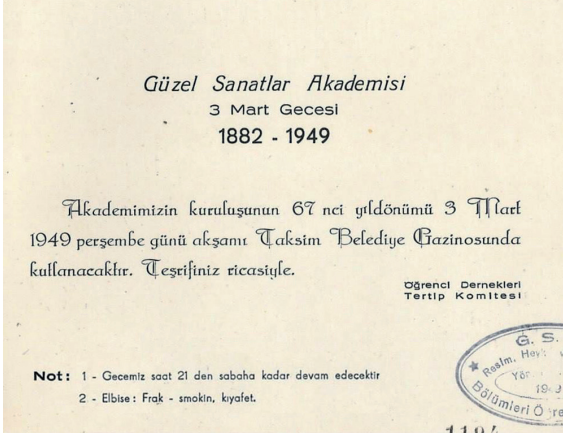 Güzel Sanatlar Akademisi
3 Mart Gecesi
1882 - 1949
Akademimizin kuruluşunun 67 nci yıldönümü 3 Mart
1949 perşembe günü akşamı Taksim Belediye Gazinosunda
kutlanacaktır. Teşrifiniz ricasiyle.
Öğrenci Dernekleri
Tertip Komitesi
G. S.
Resim, Heyk
Bölümleri
Not: 1 - Gecemiz saat 21 den sabaha kadar devam edecektir
2 - Elbise: Frak - smokin, kıyafet.